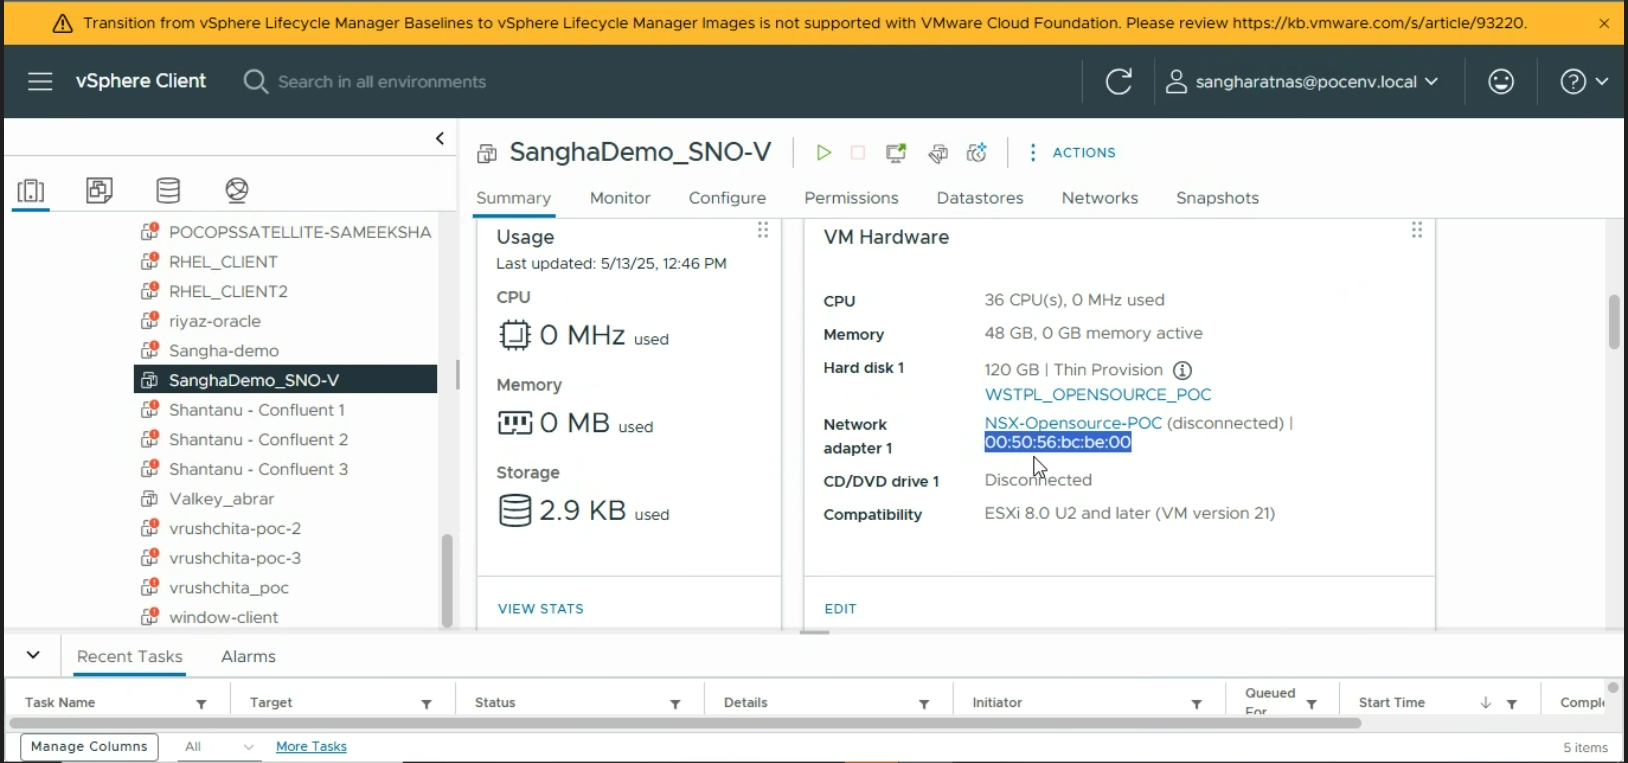 Transition from vSphere Lifecycle Manager Baselines to vSphere Lifecycle Manager Images is not supported with VMware Cloud Foundation. Please review https://kb.vmware.com/s/article/93220.
vSphere Client
Search in all environments
sangharatnas@pocenv.local
SanghaDemo_SNO-V
ACTIONS
Summary Monitor Configure Permissions Datastores Networks Snapshots
POCOPSSATELLITE-SAMEEKSHA
RHEL_CLIENT
RHEL_CLIENT2
riyaz-oracle
Sangha-demo
SanghaDemo_SNO-V
Shantanu - Confluent 1
Shantanu - Confluent 2
Shantanu - Confluent 3
Valkey_abrar
vrushchita-poc-2
vrushchita-poc-3
vrushchita_poc
window-client
Usage
Last updated: 5/13/25, 12:46 PM
CPU
0 MHz used
Memory
0 MB used
Storage
2.9 KB used
VIEW STATS
VM Hardware
CPU 36 CPU(s), 0 MHz used
Memory 48 GB, 0 GB memory active
Hard disk 1 120 GB | Thin Provision
WSTPL_OPENSOURCE_POC
Network NSX-Opensource-POC (disconnected) |
adapter 1 00:50:56:bc:be:00
CD/DVD drive 1 Disconnected
Compatibility ESXi 8.0 U2 and later (VM version 21)
EDIT
Recent Tasks Alarms
Task Name Target Status Details Initiator Queued For Start Time
Manage Columns All More Tasks 5 items